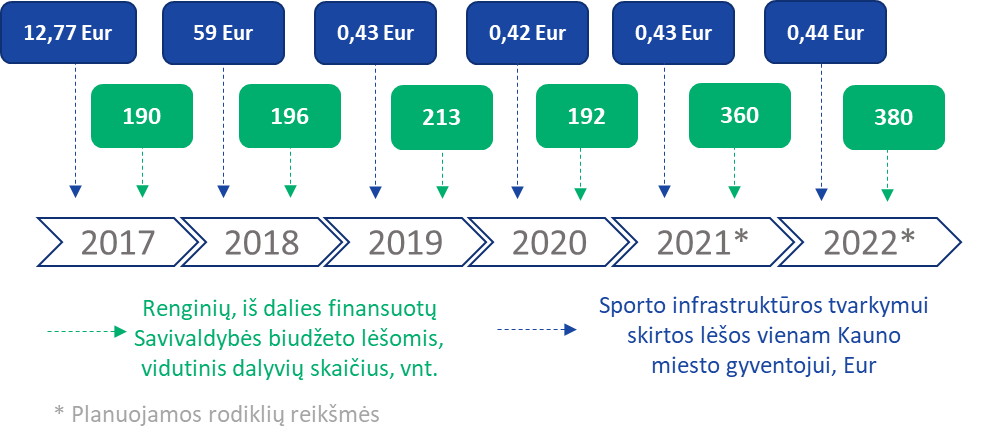 12,77 Eur 59 Eur 0,43 Eur 0,42 Eur 0,43 Eur 0,44 Eur
190 196 213 192 360 380
2017 2018 2019 2020 2021* 2022*
Renginių, iš dalies finansuotų
Savivaldybės biudžeto lėšomis,
vidutinis dalyvių skaičius, vnt.
Sporto infrastruktūros tvarkymui
skirtos lėšos vienam Kauno
miesto gyventojui, Eur
* Planuojamos rodiklių reikšmės